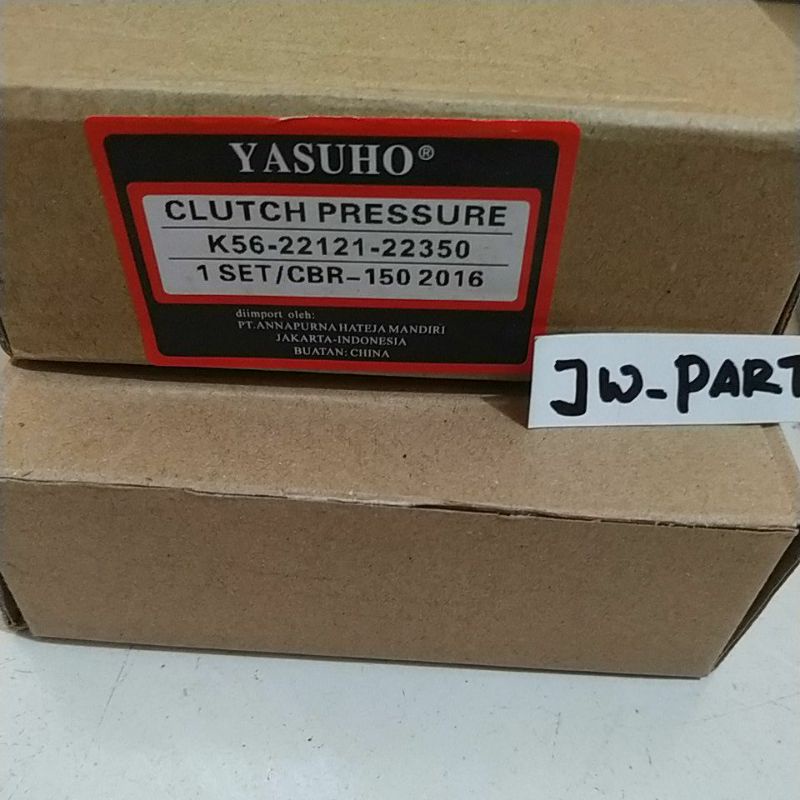 YASUHO®
CLUTCH PRESSURE
K56-22121-22350
1 SET/CBR-150 2016
diimport oleh:
PT.ANNAPURNA HATEJA MANDIRI
JAKARTA-INDONESIA
BUATAN: CHINA
JW-PART